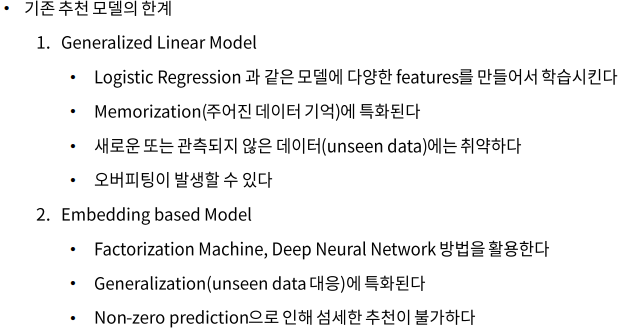 • 기존 추천 모델의 한계
1. Generalized Linear Model
• Logistic Regression 과 같은 모델에 다양한 features를 만들어서 학습시킨다
• Memorization(주어진 데이터 기억)에 특화된다
• 새로운 또는 관측되지 않은 데이터(unseen data)에는 취약하다
• 오버피팅이 발생할 수 있다
2. Embedding based Model
• Factorization Machine, Deep Neural Network 방법을 활용한다
• Generalization(unseen data 대응)에 특화된다
• Non-zero prediction으로 인해 섬세한 추천이 불가하다